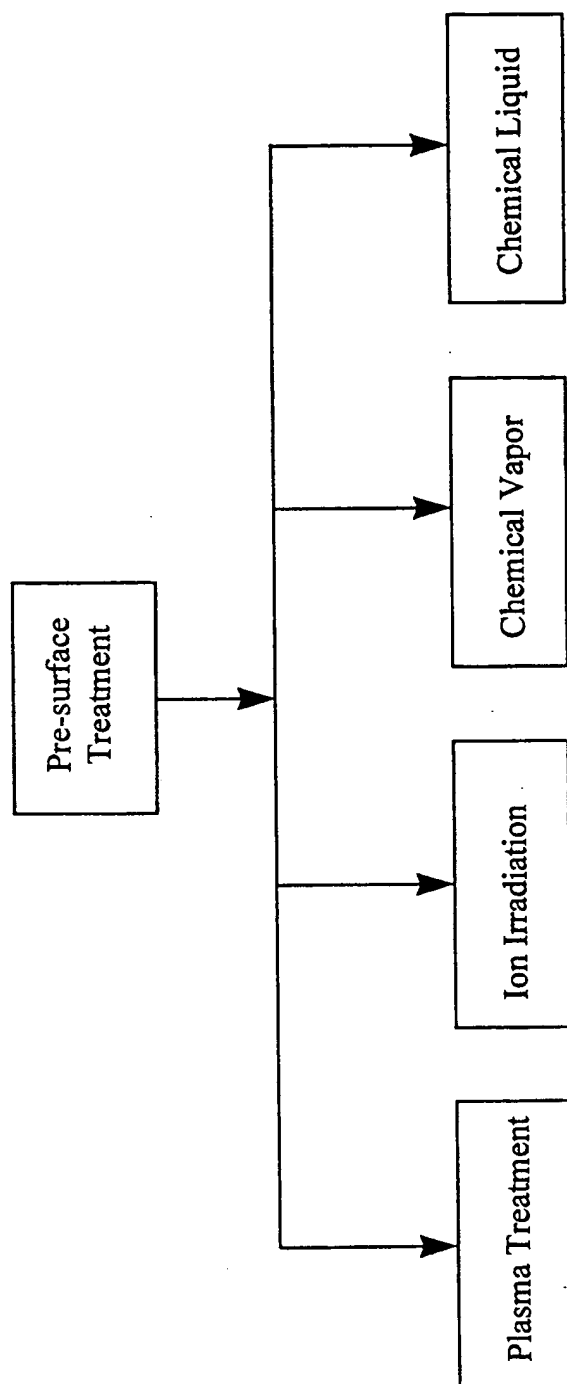 Pre-surface
Treatment
Plasma Treatment
Ion Irradiation
Chemical Vapor
Chemical Liquid